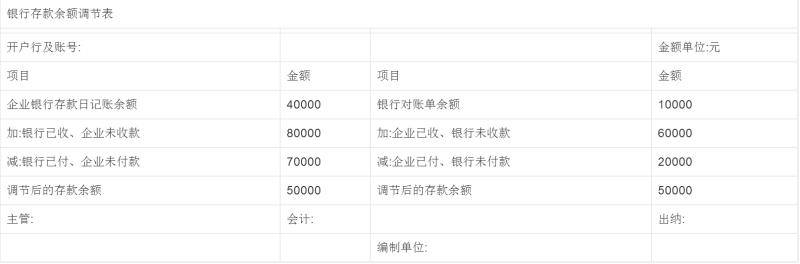 银行存款余额调节表
开户行及账号: 金额单位:元
项目 金额 项目 金额
企业银行存款日记账余额 40000 银行对账单余额 10000
加:银行已收、企业未收款 80000 加:企业已收、银行未收款 60000
减:银行已付、企业未付款 70000 减:企业已付、银行未付款 20000
调节后的存款余额 50000 调节后的存款余额 50000
主管: 会计: 出纳:
编制单位: